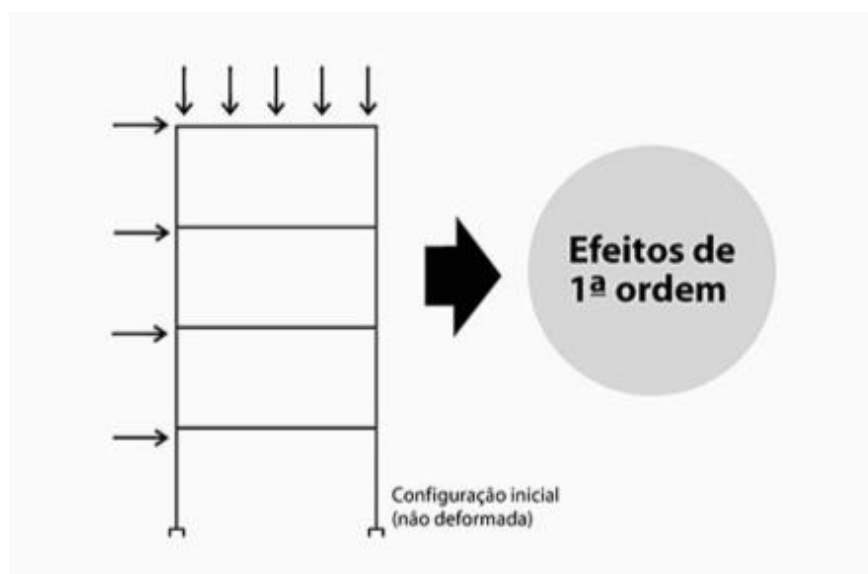 Efeitos de
1ª ordem
Configuração inicial
(não deformada)